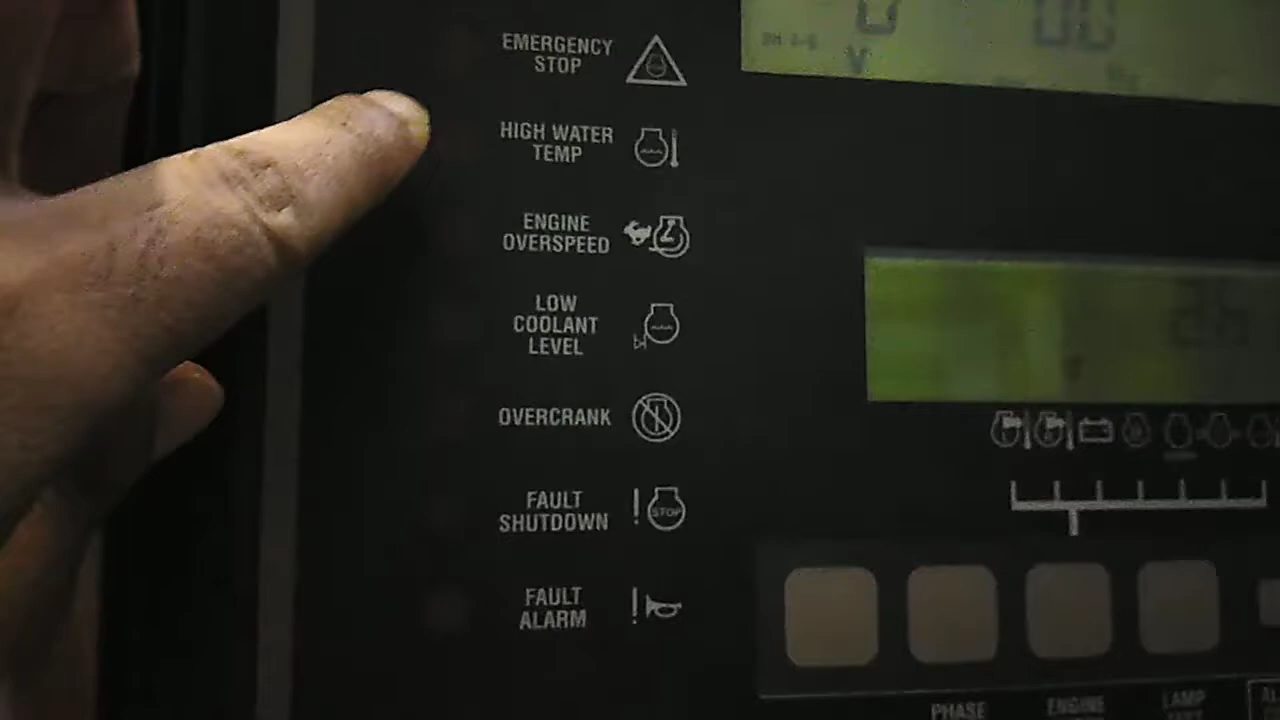 EMERGENCY
STOP
HIGH WATER
TEMP
ENGINE
OVERSPEED
LOW
COOLANT
LEVEL
OVERCRANK
FAULT
SHUTDOWN
STOP
FAULT
ALARM
V
PHASE
ENGINE
LAMP